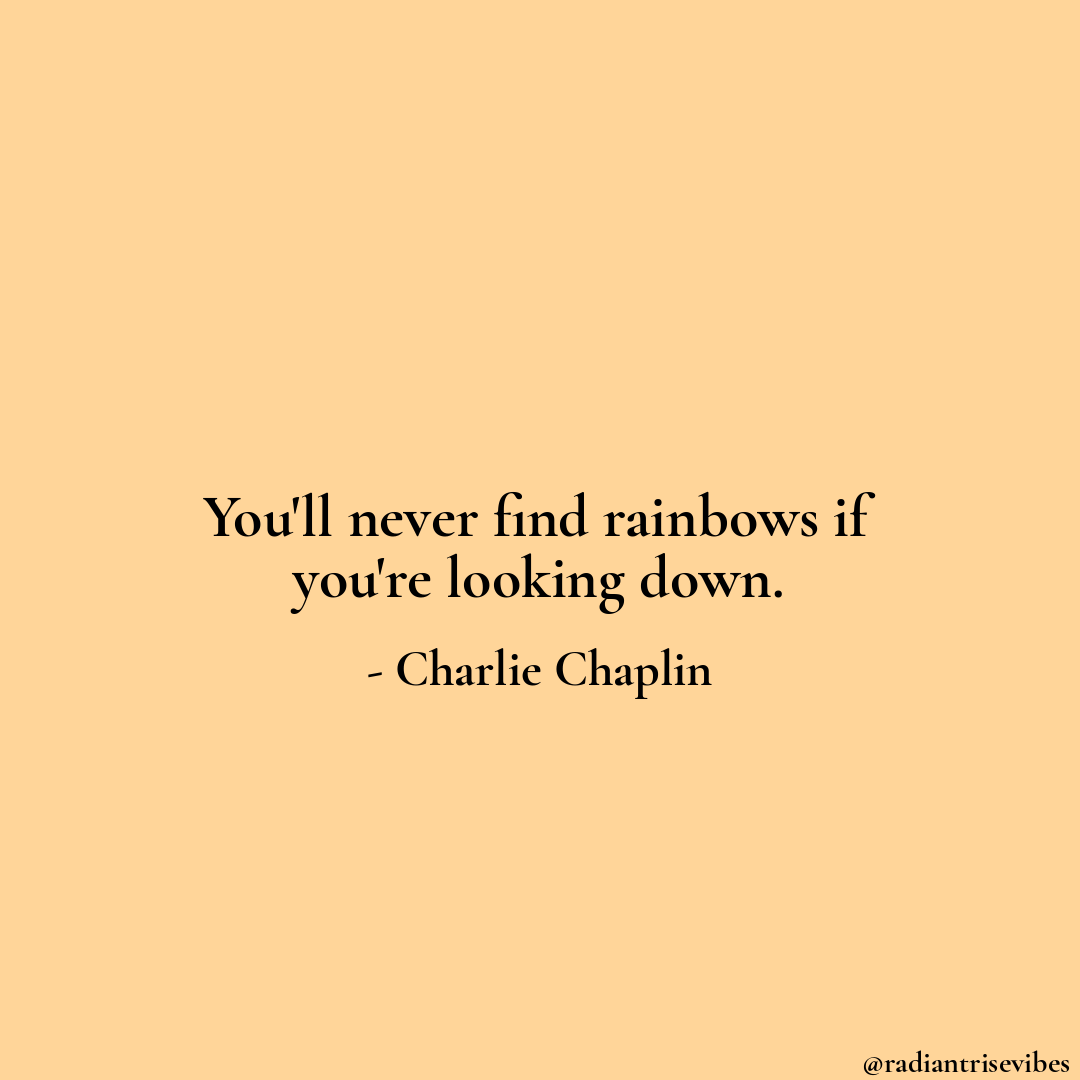 You'll never find rainbows if
you're looking down.
- Charlie Chaplin
@radiantrisevibes